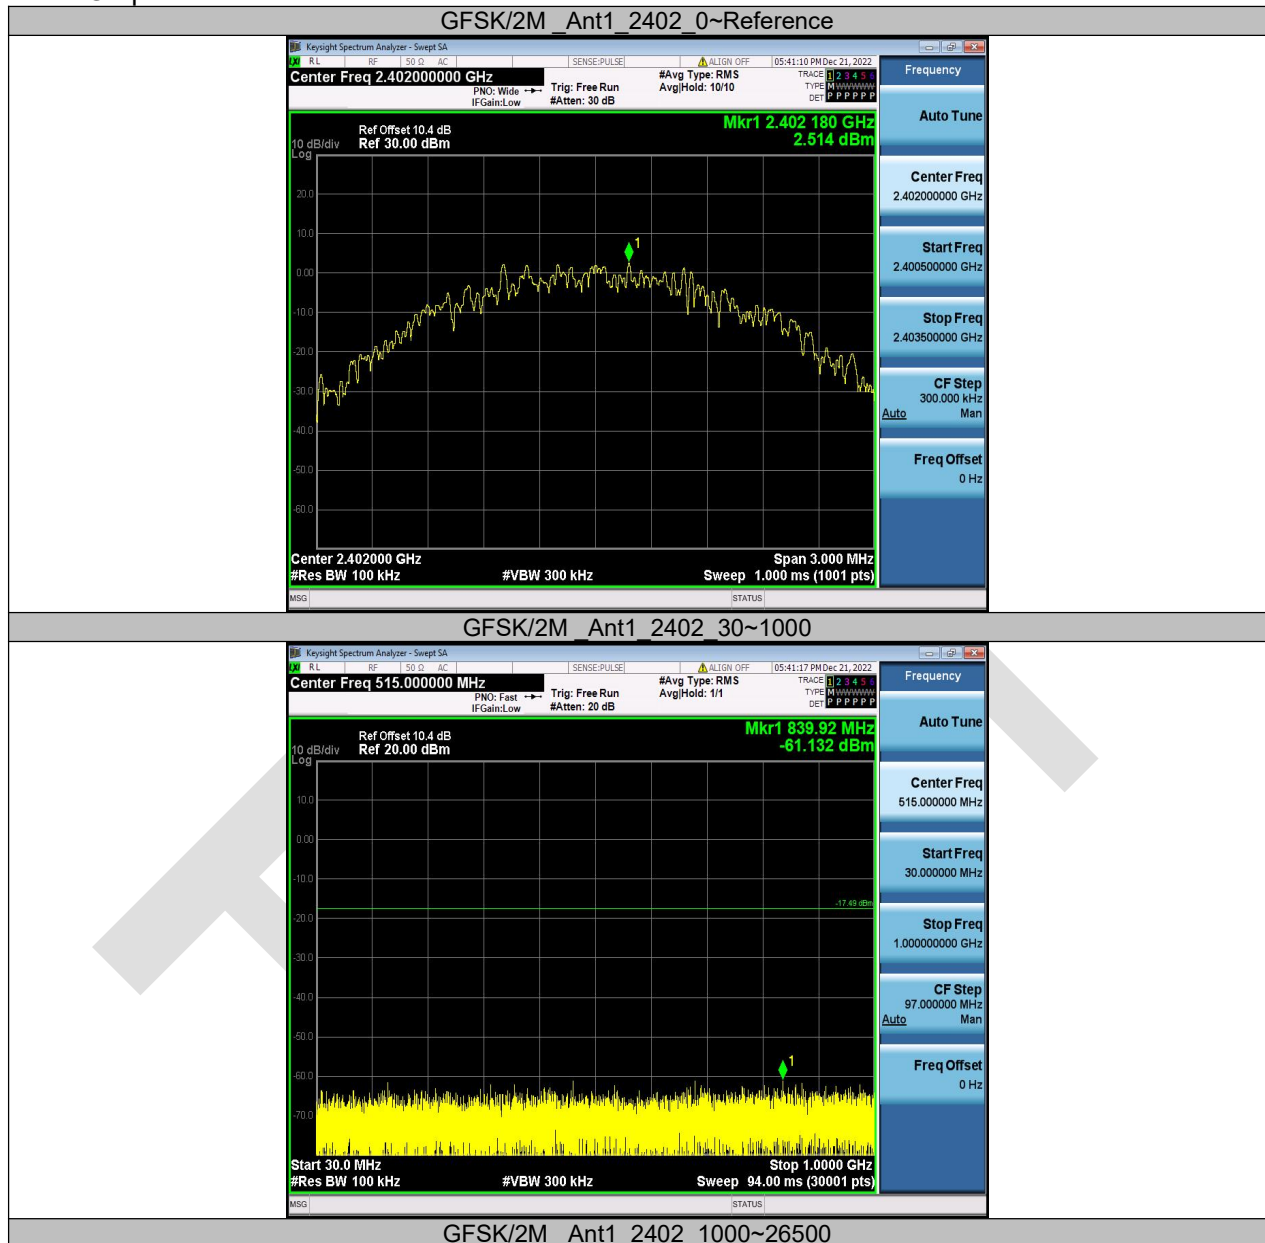 GFSK/2M _Ant1_2402_0~Reference
Keysight Spectrum Analyzer - Swept SA
LXI RL RF 50 Ω AC SENSE:PULSE ALIGN OFF 05:41:10 PM Dec 21, 2022
Center Freq 2.402000000 GHz
PNO: Wide
IFGain:Low
Trig: Free Run
#Atten: 30 dB
#Avg Type: RMS
Avg|Hold: 10/10
TRACE 1 2 3 4 5 6
TYPE M WWWWW
DET P P P P P P
Frequency
Mkr1 2.402 180 GHz
2.514 dBm
Ref Offset 10.4 dB
10 dB/div Ref 30.00 dBm
Log
20.0
10.0
0.00
-10.0
-20.0
-30.0
-40.0
-50.0
-60.0
1
Center 2.402000 GHz Span 3.000 MHz
#Res BW 100 kHz #VBW 300 kHz Sweep 1.000 ms (1001 pts)
MSG STATUS
Auto Tune
Center Freq
2.402000000 GHz
Start Freq
2.400500000 GHz
Stop Freq
2.403500000 GHz
CF Step
300.000 kHz
Auto Man
Freq Offset
0 Hz
GFSK/2M _Ant1_2402_30~1000
Keysight Spectrum Analyzer - Swept SA
LXI RL RF 50 Ω AC SENSE:PULSE ALIGN OFF 05:41:17 PM Dec 21, 2022
Center Freq 515.000000 MHz
PNO: Fast
IFGain:Low
Trig: Free Run
#Atten: 20 dB
#Avg Type: RMS
Avg|Hold: 1/1
TRACE 1 2 3 4 5 6
TYPE M WWWWW
DET P P P P P P
Frequency
Mkr1 839.92 MHz
-61.132 dBm
Ref Offset 10.4 dB
10 dB/div Ref 20.00 dBm
Log
10.0
0.00
-10.0
-20.0
-30.0
-40.0
-50.0
-60.0
-70.0
-17.49 dBm
1
Start 30.0 MHz Stop 1.0000 GHz
#Res BW 100 kHz #VBW 300 kHz Sweep 94.00 ms (30001 pts)
MSG STATUS
Auto Tune
Center Freq
515.000000 MHz
Start Freq
30.000000 MHz
Stop Freq
1.000000000 GHz
CF Step
97.000000 MHz
Auto Man
Freq Offset
0 Hz
GFSK/2M _Ant1_2402_1000~26500